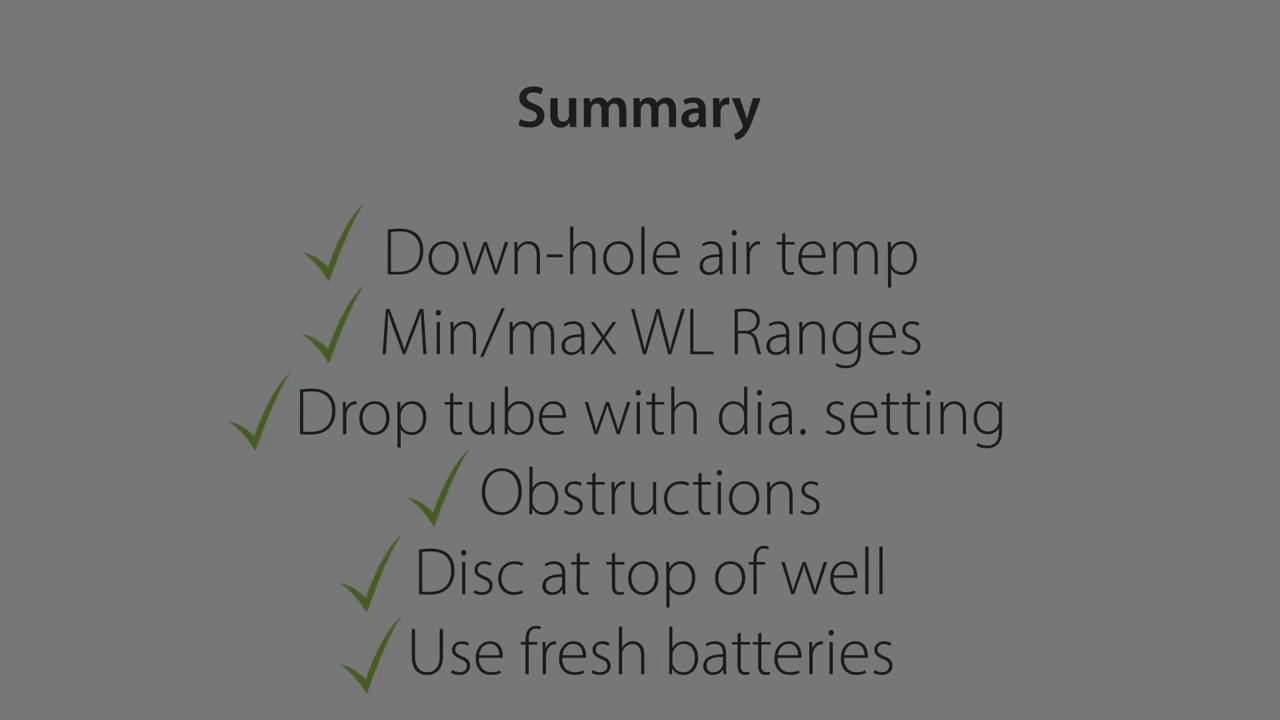 Summary
Down-hole air temp
Min/max WL Ranges
Drop tube with dia. setting
Obstructions
Disc at top of well
Use fresh batteries